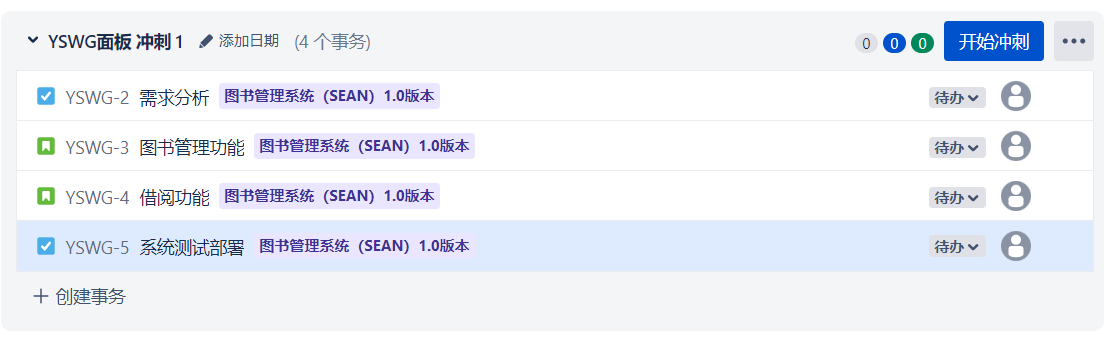 YSWG面板 冲刺 1 添加日期 (4 个事务) 0 0 0 开始冲刺
YSWG-2 需求分析 图书管理系统（SEAN）1.0版本 待办
YSWG-3 图书管理功能 图书管理系统（SEAN）1.0版本 待办
YSWG-4 借阅功能 图书管理系统（SEAN）1.0版本 待办
YSWG-5 系统测试部署 图书管理系统（SEAN）1.0版本 待办
创建事务